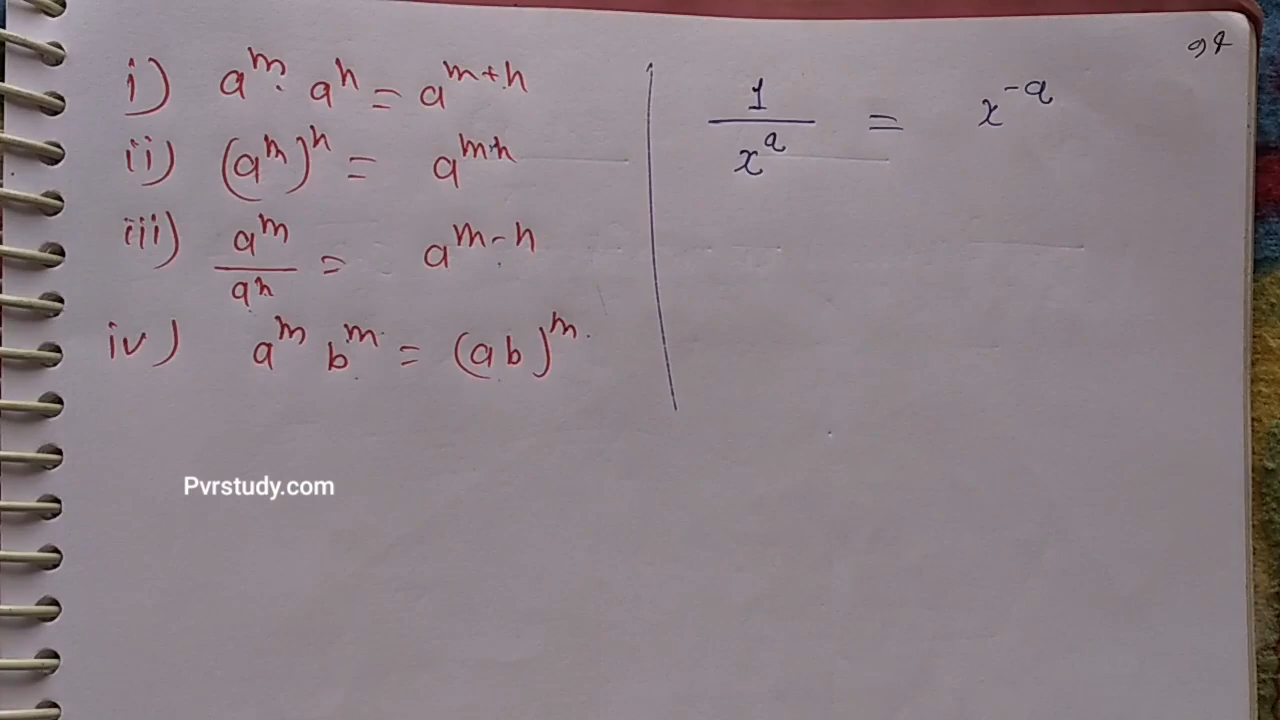 i) a^m . a^n = a^{m+n}
ii) (a^m)^n = a^{m.n}
iii) a^m / a^n = a^{m-n}
iv) a^m b^m = (ab)^m.
1 / x^a = x^{-a}
Pvrstudy.com